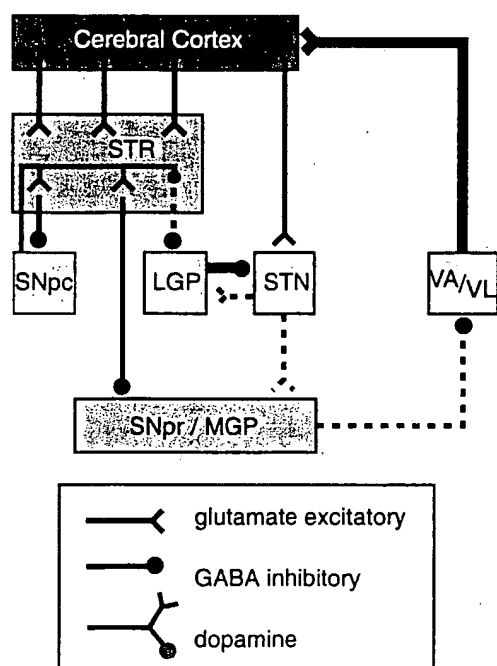 Cerebral Cortex
STR
SNpc
LGP
STN
VA/VL
SNpr / MGP
glutamate excitatory
GABA inhibitory
dopamine